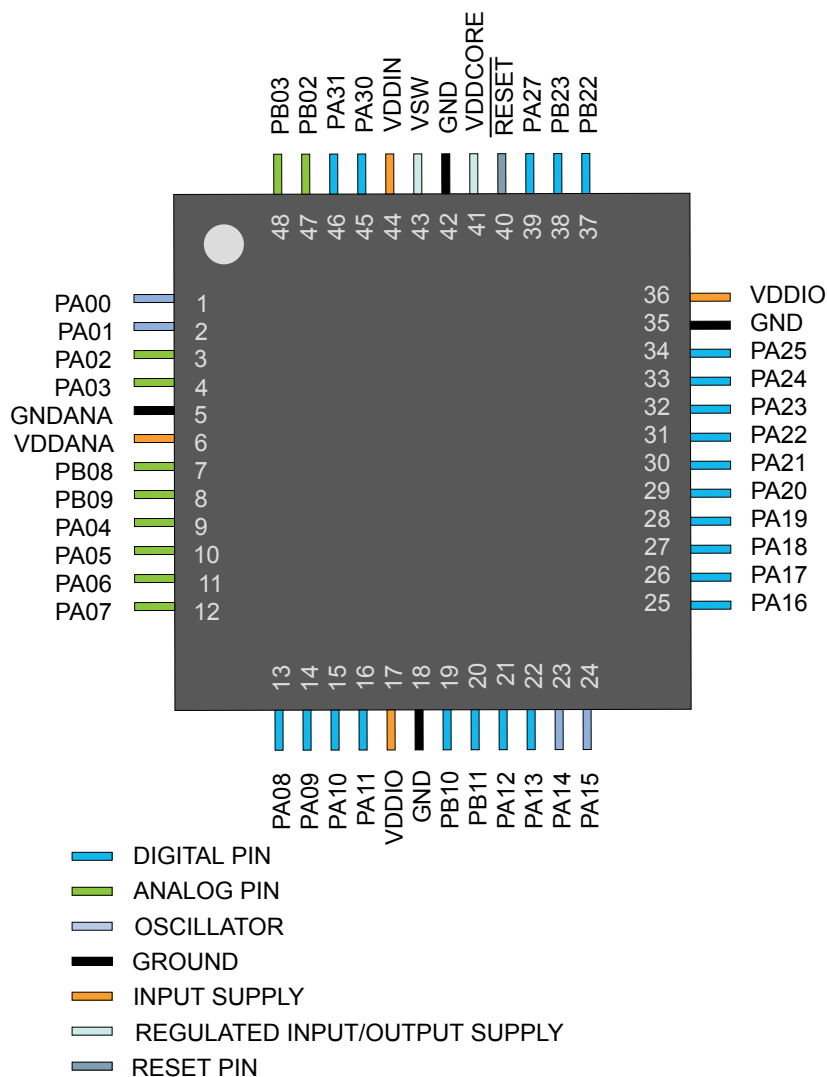 PB03
PB02
PA31
PA30
VDDIN
VSW
GND
VDDCORE
RESET
PA27
PB23
PB22
48
47
46
45
44
43
42
41
40
39
38
37
PA00 1
PA01 2
PA02 3
PA03 4
GNDANA 5
VDDANA 6
PB08 7
PB09 8
PA04 9
PA05 10
PA06 11
PA07 12
36 VDDIO
35 GND
34 PA25
33 PA24
32 PA23
31 PA22
30 PA21
29 PA20
28 PA19
27 PA18
26 PA17
25 PA16
13
14
15
16
17
18
19
20
21
22
23
24
PA08
PA09
PA10
PA11
VDDIO
GND
PB10
PB11
PA12
PA13
PA14
PA15
DIGITAL PIN
ANALOG PIN
OSCILLATOR
GROUND
INPUT SUPPLY
REGULATED INPUT/OUTPUT SUPPLY
RESET PIN